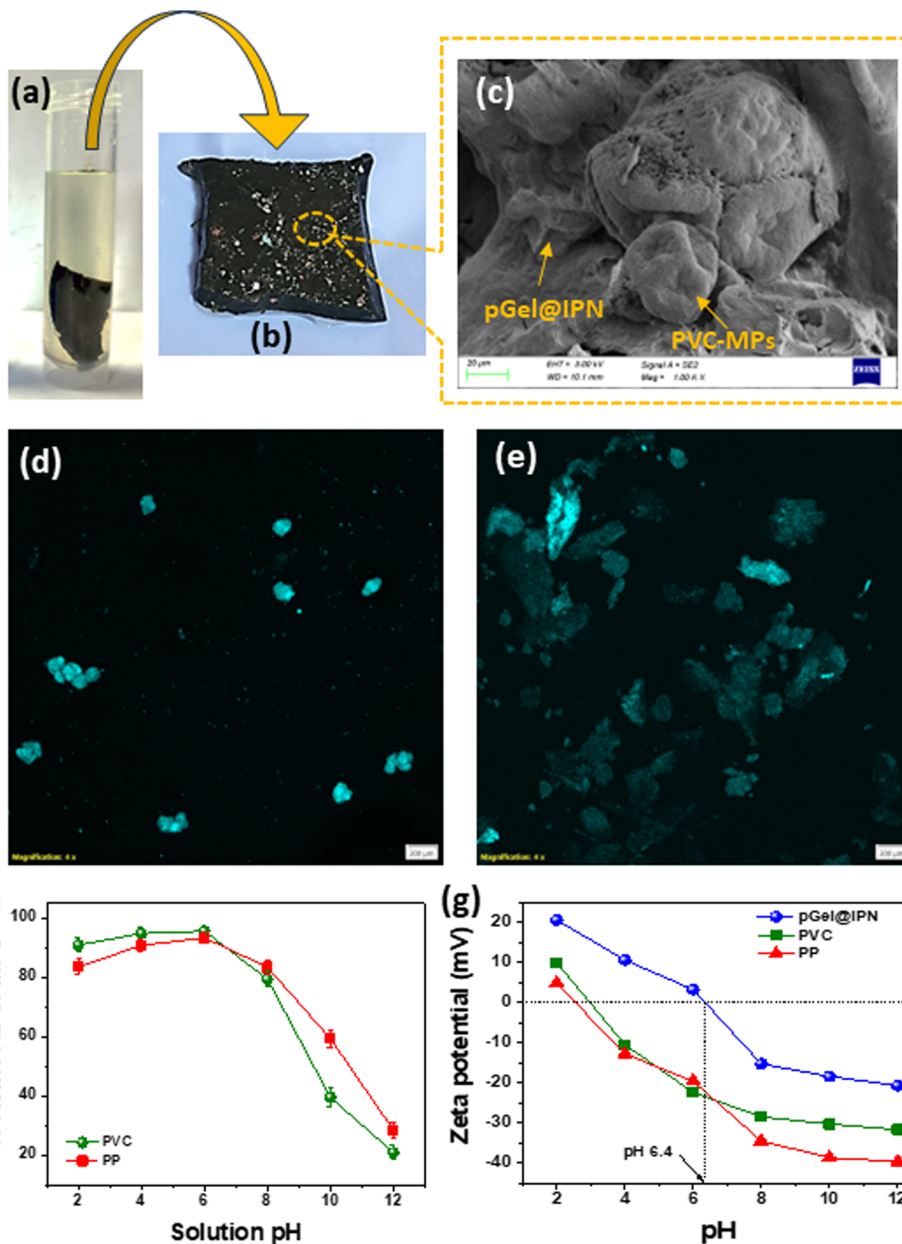 (a)
(b)
(c)
pGel@IPN
PVC-MPs
20 µm
EHT = 3.00 kV
Signal A = SE2
WD = 10.1 mm
Mag = 1.00 K X
ZEISS
(d)
(e)
Magnification: 4 x
200 µm
Magnification: 4 x
200 µm
100
80
60
40
20
PVC
PP
2 4 6 8 10 12
Solution pH
(g)
Zeta potential (mV)
20
10
0
-10
-20
-30
-40
pGel@IPN
PVC
PP
pH 6.4
2 4 6 8 10 12
pH